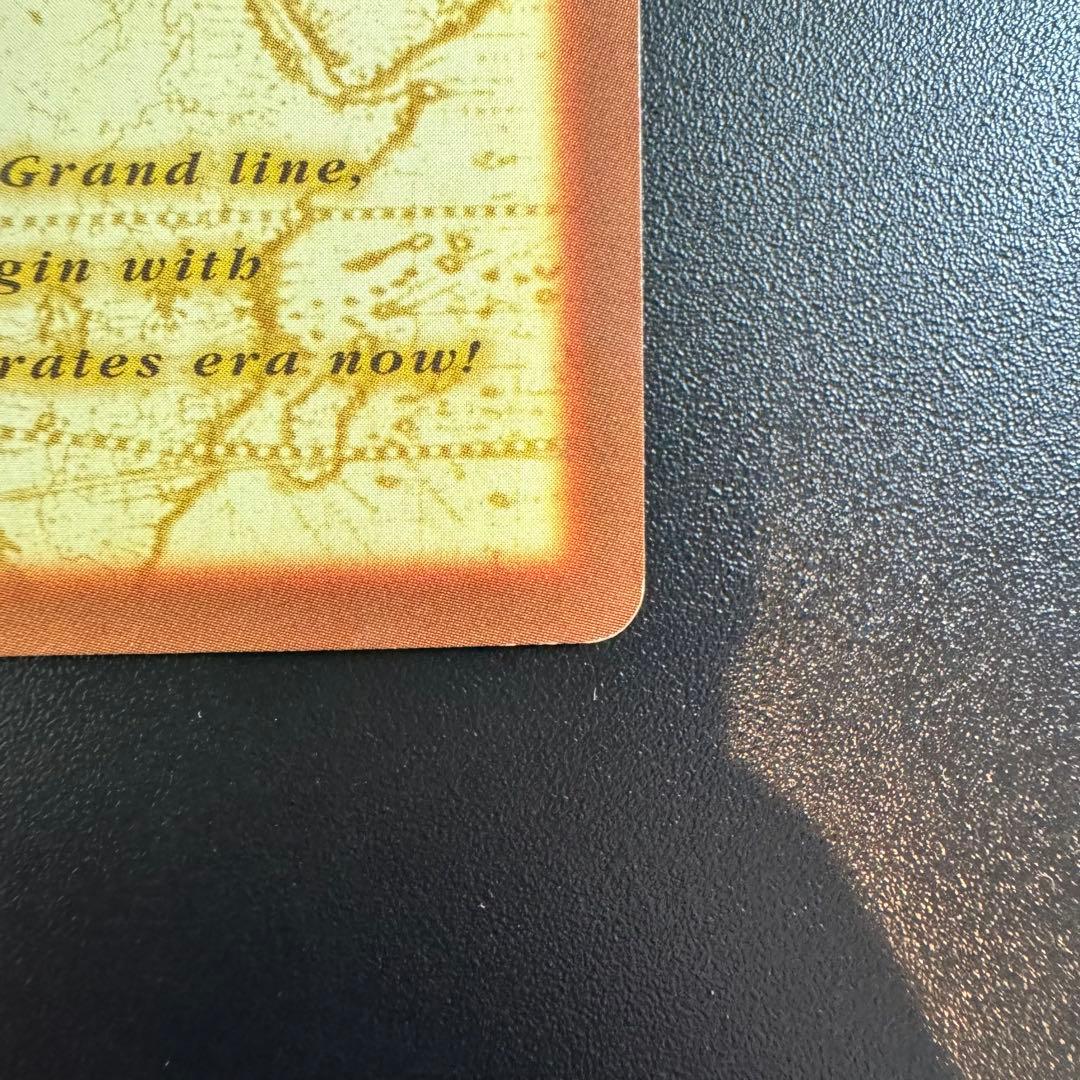 Grand line,
gin with
rates era now!